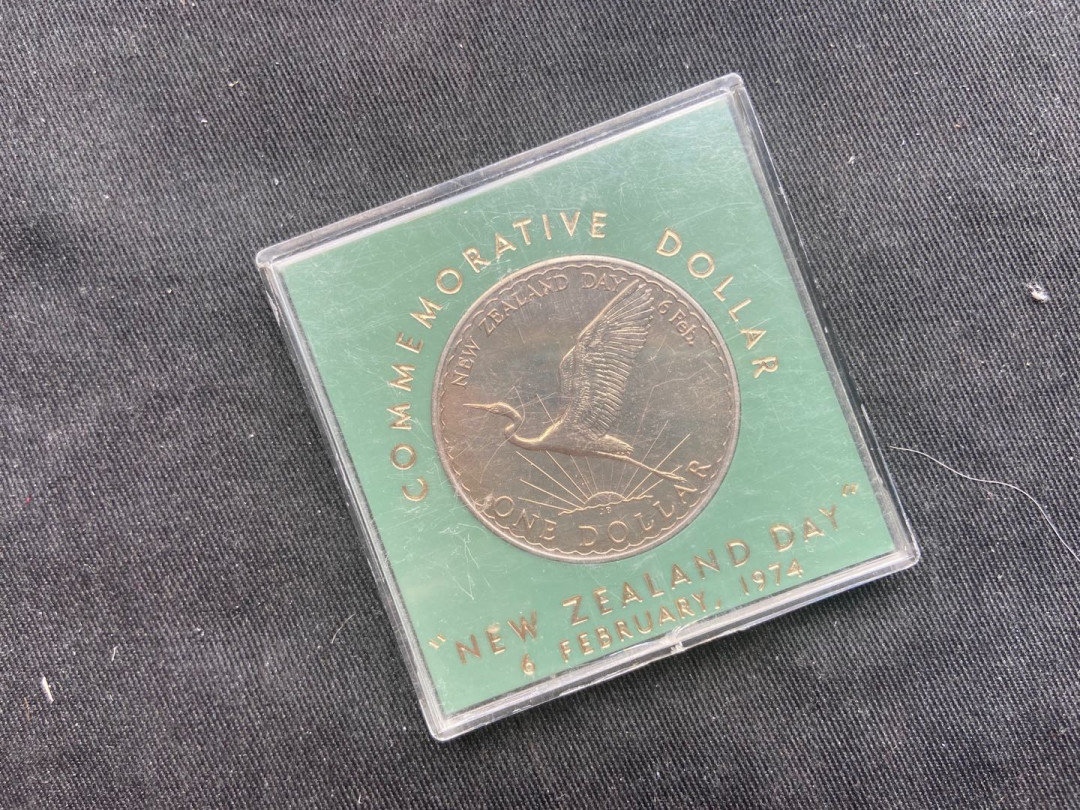 COMMEMORATIVE DOLLAR
NEW ZEALAND DAY 6 Feb.
ONE DOLLAR
"NEW ZEALAND DAY"
6 FEBRUARY, 1974